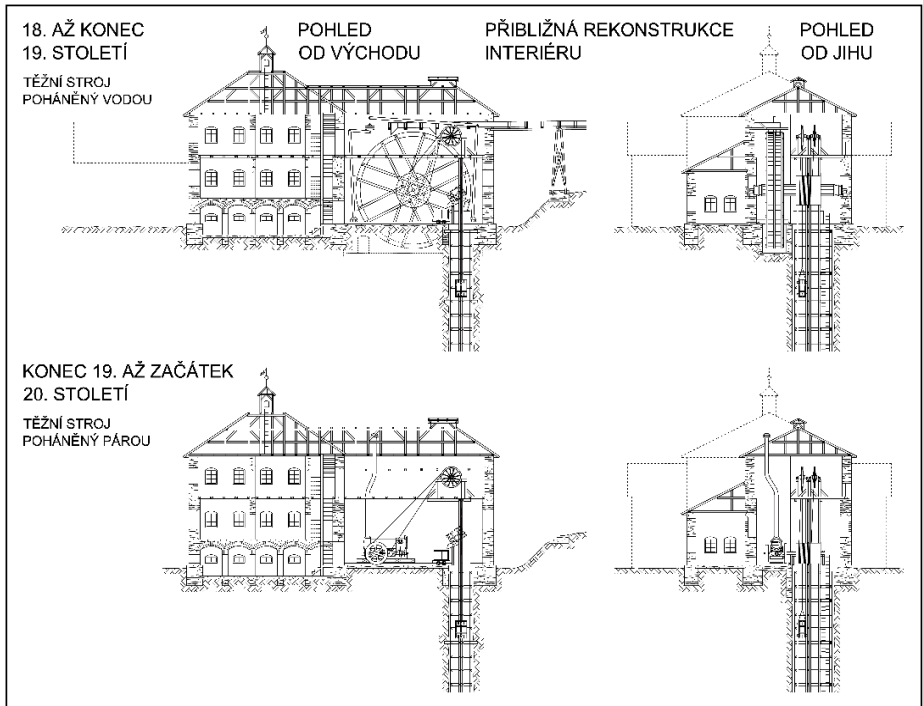 18. AŽ KONEC
19. STOLETÍ
TĚŽNÍ STROJ
POHÁNĚNÝ VODOU
POHLED
OD VÝCHODU
PŘIBLIŽNÁ REKONSTRUKCE
INTERIÉRU
POHLED
OD JIHU
KONEC 19. AŽ ZAČÁTEK
20. STOLETÍ
TĚŽNÍ STROJ
POHÁNĚNÝ PÁROU